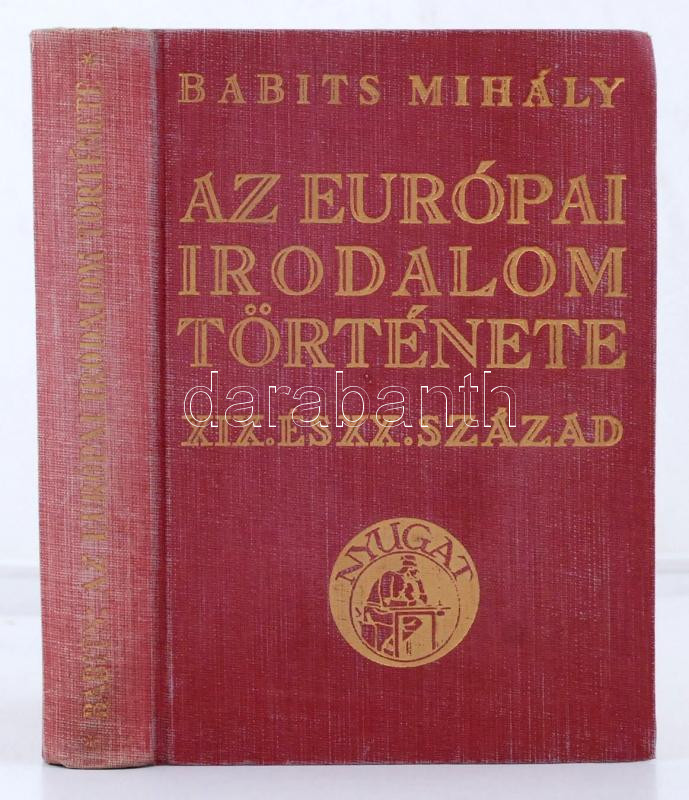 BABITS MIHÁLY
AZ EURÓPAI
IRODALOM
TÖRTÉNETE
XIX. ÉS XX. SZÁZAD
NYUGAT
* BABITS: AZ EURÓPAI IRODALOM TÖRTÉNETE *
darabanth